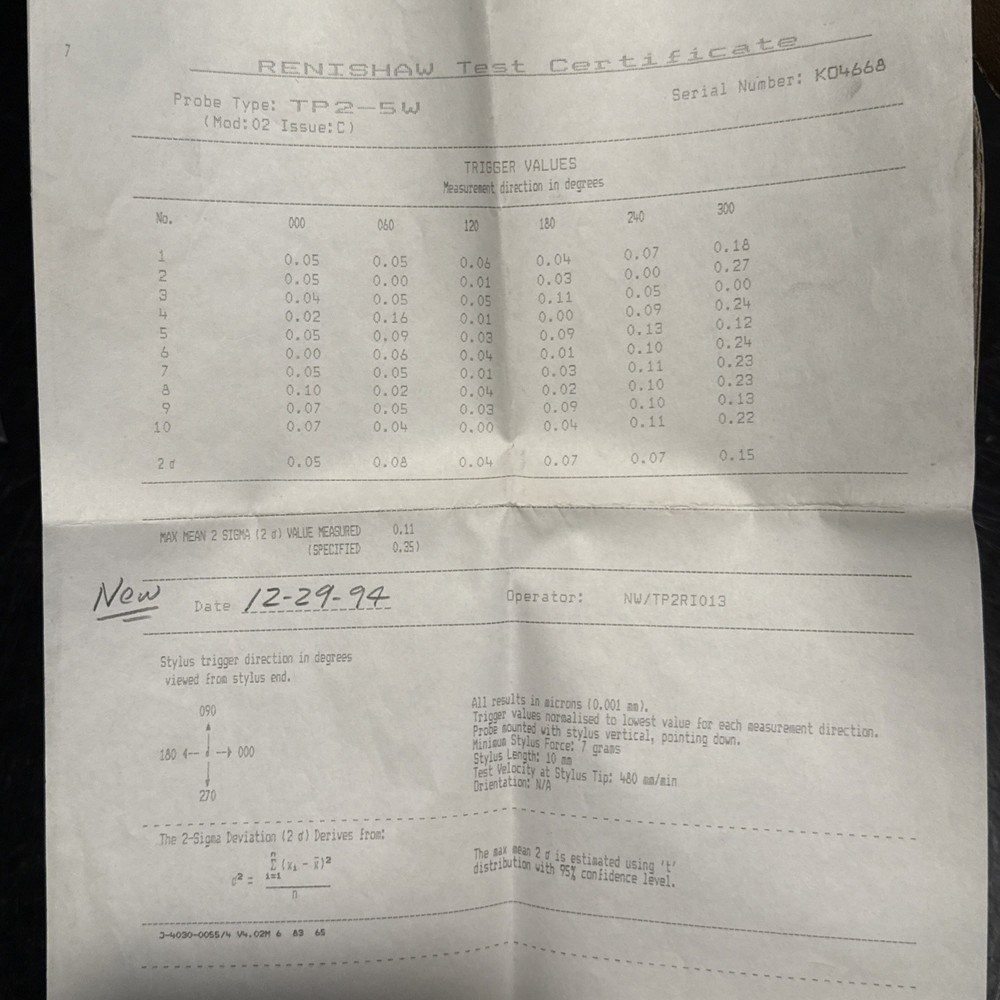 7
RENISHAW Test Certificate
Probe Type: TP2-5W Serial Number: K04668
(Mod:02 Issue:C)
TRIGGER VALUES
Measurement direction in degrees
No. 000 060 120 180 240 300
1 0.05 0.05 0.06 0.04 0.07 0.18
2 0.05 0.00 0.01 0.03 0.00 0.27
3 0.04 0.05 0.05 0.11 0.05 0.00
4 0.02 0.16 0.01 0.00 0.09 0.24
5 0.05 0.09 0.03 0.09 0.13 0.12
6 0.00 0.06 0.04 0.01 0.10 0.24
7 0.05 0.05 0.01 0.03 0.11 0.23
8 0.10 0.02 0.04 0.02 0.10 0.23
9 0.07 0.05 0.03 0.09 0.10 0.13
10 0.07 0.04 0.00 0.04 0.11 0.22
2 σ 0.05 0.08 0.04 0.07 0.07 0.15
MAX MEAN 2 SIGMA (2 σ) VALUE MEASURED 0.11
(SPECIFIED 0.35)
New Date 12-29-94 Operator: NW/TP2RI013
Stylus trigger direction in degrees
viewed from stylus end.
090
180 000
270
All results in microns (0.001 mm).
Trigger values normalised to lowest value for each measurement direction.
Probe mounted with stylus vertical, pointing down.
Minimum Stylus Force: 7 grams
Stylus Length: 10 mm
Test Velocity at Stylus Tip: 480 mm/min
Orientation: N/A
The 2-Sigma Deviation (2 σ) Derives from:
n
σ² = Σ (xᵢ - x̄)²
i=1
n
The max mean 2 σ is estimated using 't'
distribution with 95% confidence level.
J-4030-0055/4 V4.02M 6 A3 65